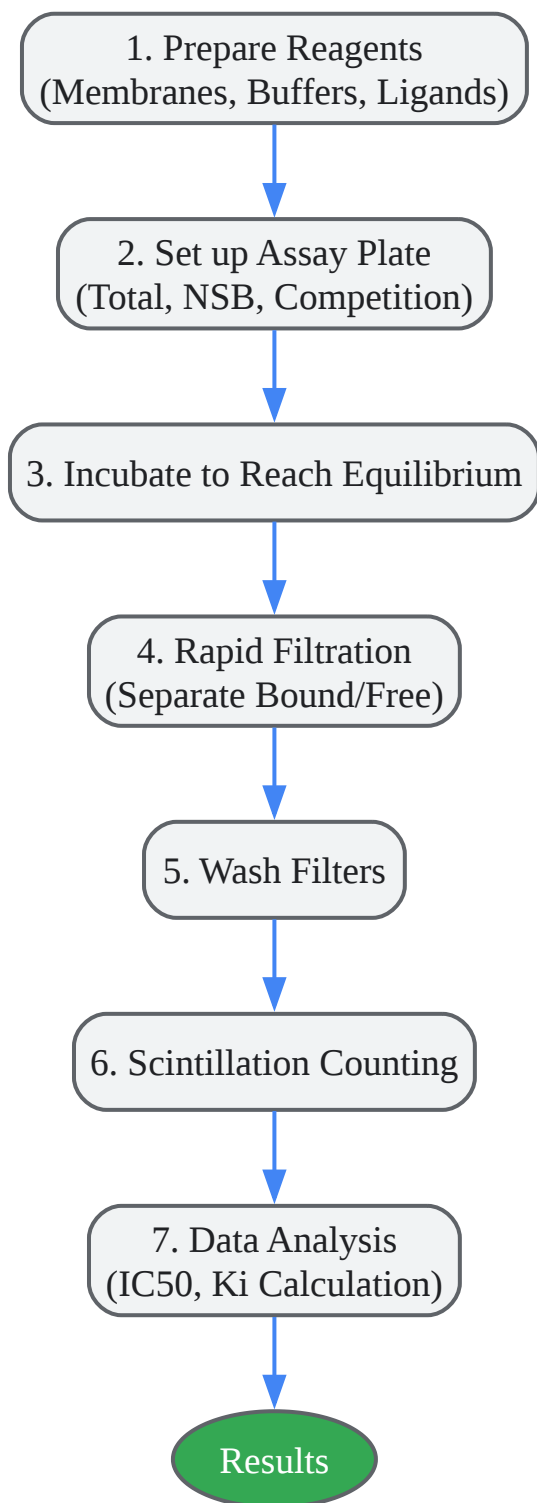 1. Prepare Reagents
(Membranes, Buffers, Ligands)
2. Set up Assay Plate
(Total, NSB, Competition)
3. Incubate to Reach Equilibrium
4. Rapid Filtration
(Separate Bound/Free)
5. Wash Filters
6. Scintillation Counting
7. Data Analysis
(IC50, Ki Calculation)
Results